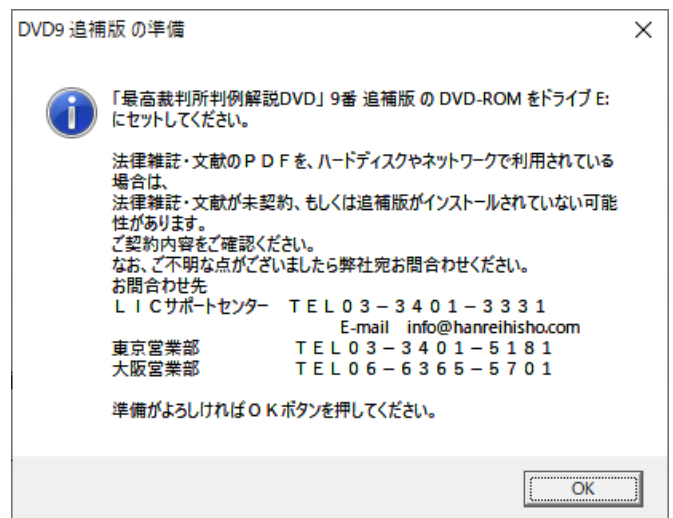 DVD9 追補版 の準備
「最高裁判所判例解説DVD」 9番 追補版 の DVD-ROM をドライブ E:
にセットしてください。
法律雑誌・文献のＰＤＦを、ハードディスクやネットワークで利用されている
場合は、
法律雑誌・文献が未契約、もしくは追補版がインストールされていない可能
性があります。
ご契約内容をご確認ください。
なお、ご不明な点がございましたら弊社宛お問合わせください。
お問合わせ先
ＬＩＣサポートセンター ＴＥＬ０３－３４０１－３３３１
E-mail info@hanreihisho.com
東京営業部 ＴＥＬ０３－３４０１－５１８１
大阪営業部 ＴＥＬ０６－６３６５－５７０１
準備がよろしければＯＫボタンを押してください。
OK